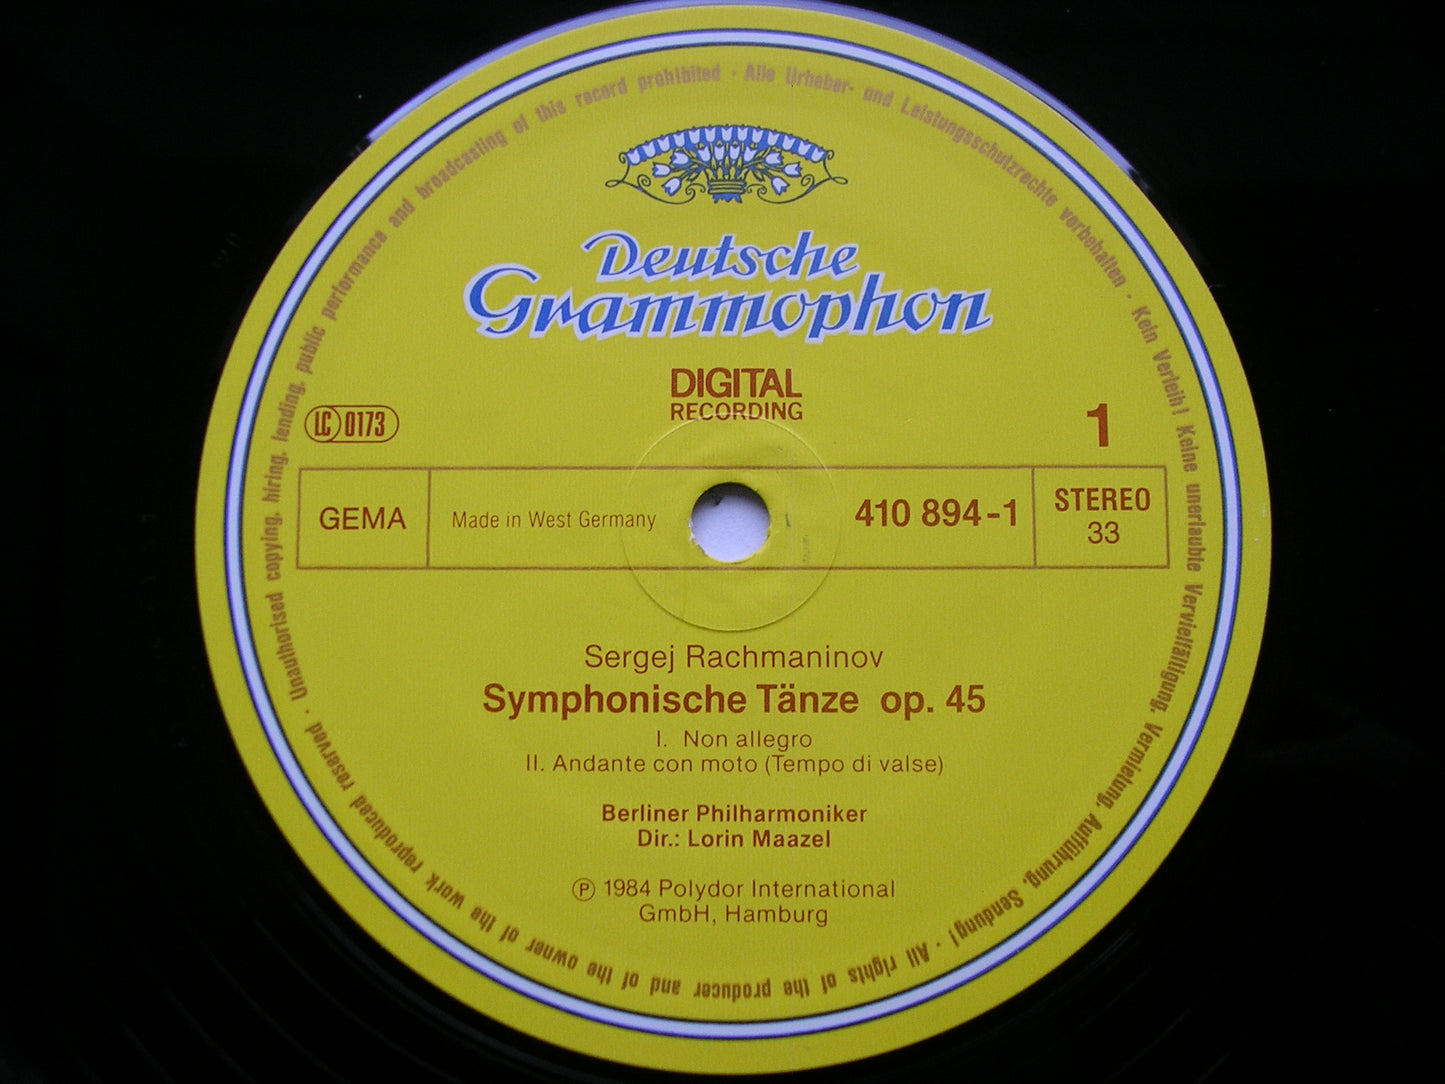 Deutsche
Grammophon
DIGITAL
RECORDING
LC 0173
1
GEMA
Made in West Germany
410 894-1
STEREO
33
Sergej Rachmaninov
Symphonische Tänze op. 45
I. Non allegro
II. Andante con moto (Tempo di valse)
Berliner Philharmoniker
Dir.: Lorin Maazel
℗ 1984 Polydor International
GmbH, Hamburg
Alle Urheber- und Leistungsschutzrechte vorbehalten · Kein Verleih! Keine unerlaubte Vervielfältigung, Vermietung, Aufführung, Sendung! · All rights of the producer and of the owner of the work reproduced reserved · Unauthorised copying, hiring, lending, public performance and broadcasting of this record prohibited ·